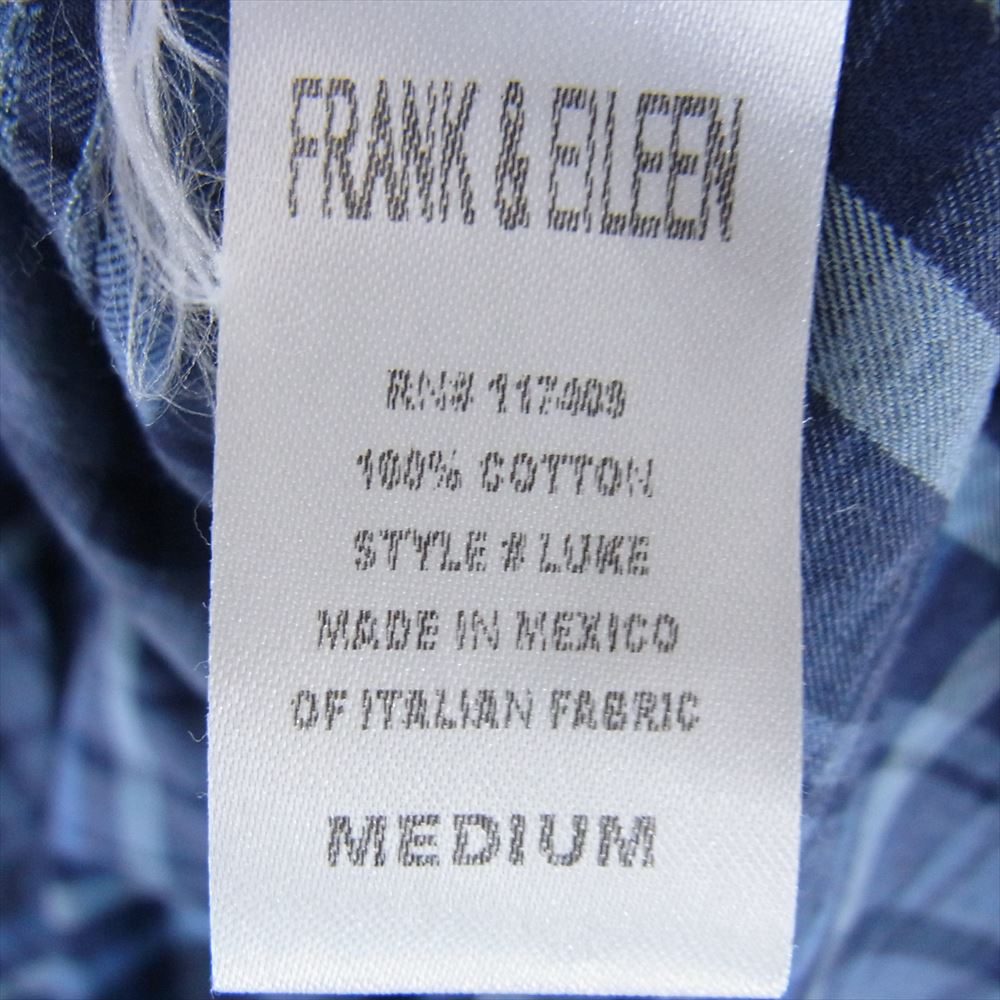 FRANK & EILEEN
RN# 117409
100% COTTON
STYLE # LUKE
MADE IN MEXICO
OF ITALIAN FABRIC
MEDIUM